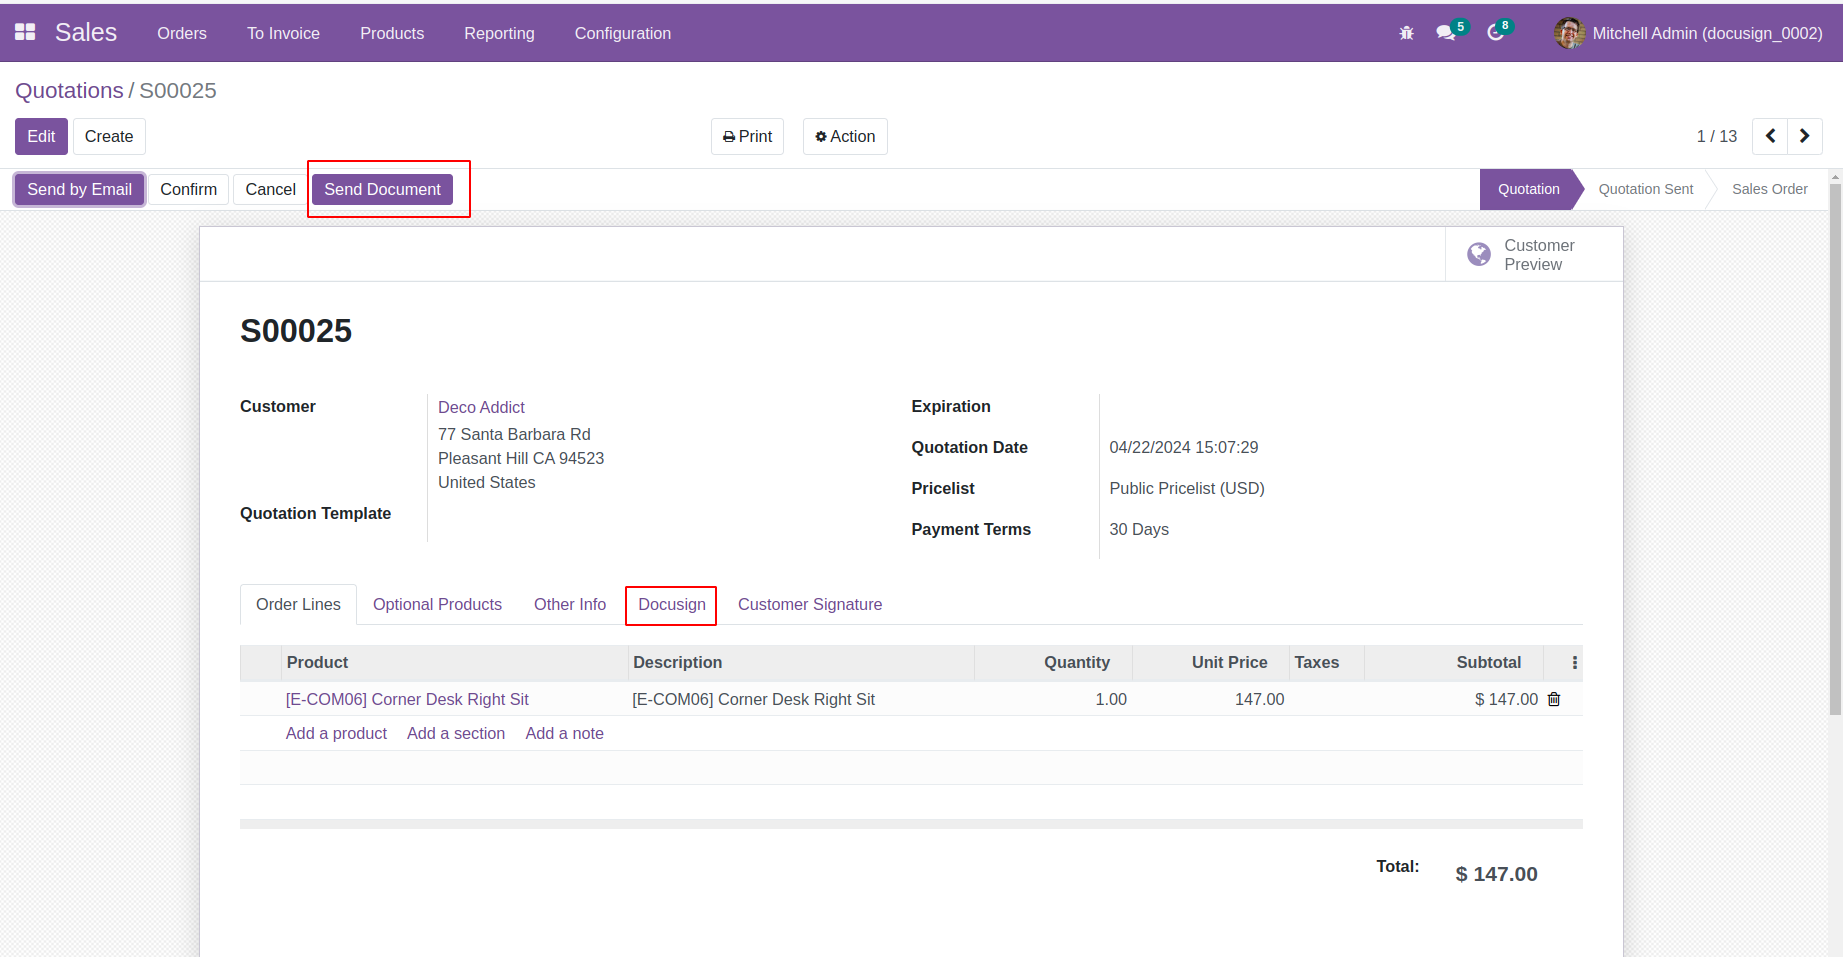 Sales Orders To Invoice Products Reporting Configuration 5 8 Mitchell Admin (docusign_0002)
Quotations / S00025
Edit Create Print Action 1 / 13
Send by Email Confirm Cancel Send Document Quotation Quotation Sent Sales Order
Customer
Preview
S00025
Customer Deco Addict Expiration
77 Santa Barbara Rd
Quotation Date 04/22/2024 15:07:29
Pleasant Hill CA 94523
United States
Pricelist Public Pricelist (USD)
Quotation Template
Payment Terms 30 Days
Order Lines Optional Products Other Info Docusign Customer Signature
Product Description Quantity Unit Price Taxes Subtotal
[E-COM06] Corner Desk Right Sit [E-COM06] Corner Desk Right Sit 1.00 147.00 $ 147.00
Add a product Add a section Add a note
Total: $ 147.00